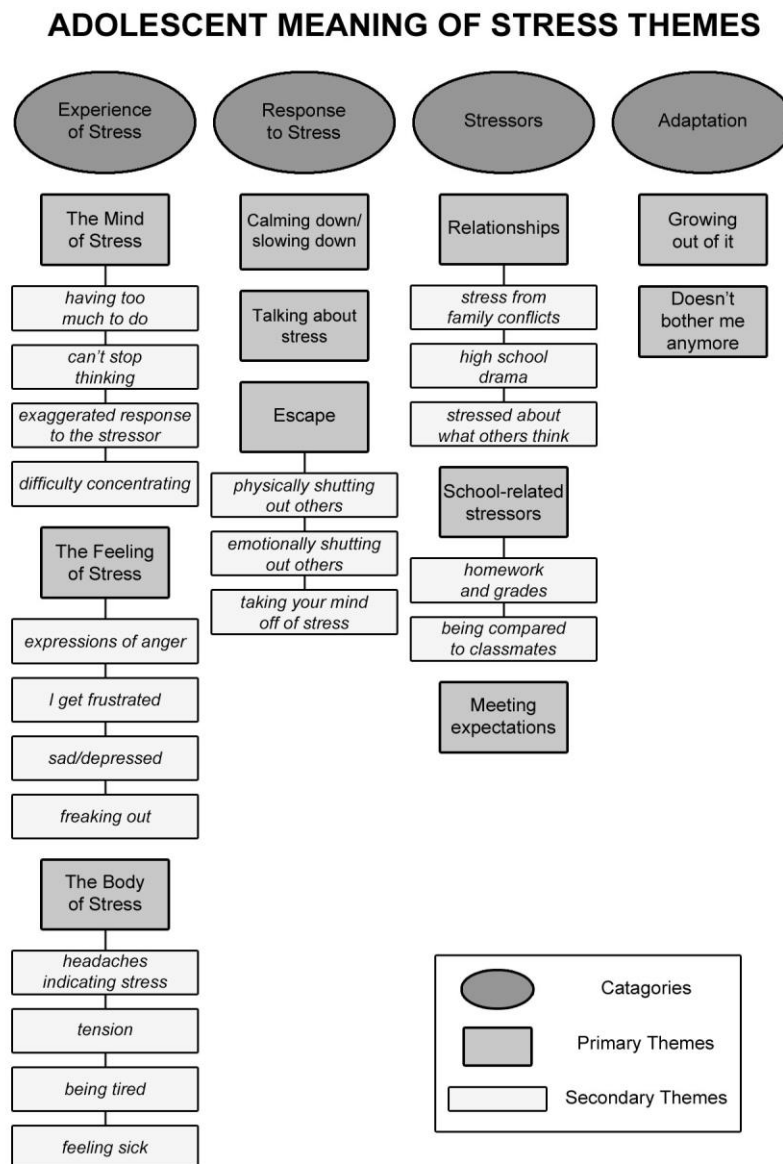 ADOLESCENT MEANING OF STRESS THEMES
Experience
of Stress
The Mind
of Stress
having too
much to do
can't stop
thinking
exaggerated response
to the stressor
difficulty concentrating
The Feeling
of Stress
expressions of anger
I get frustrated
sad/depressed
freaking out
The Body
of Stress
headaches
indicating stress
tension
being tired
feeling sick
Response
to Stress
Calming down/
slowing down
Talking about
stress
Escape
physically shutting
out others
emotionally shutting
out others
taking your mind
off of stress
Stressors
Relationships
stress from
family conflicts
high school
drama
stressed about
what others think
School-related
stressors
homework
and grades
being compared
to classmates
Meeting
expectations
Adaptation
Growing
out of it
Doesn't
bother me
anymore
Catagories
Primary Themes
Secondary Themes